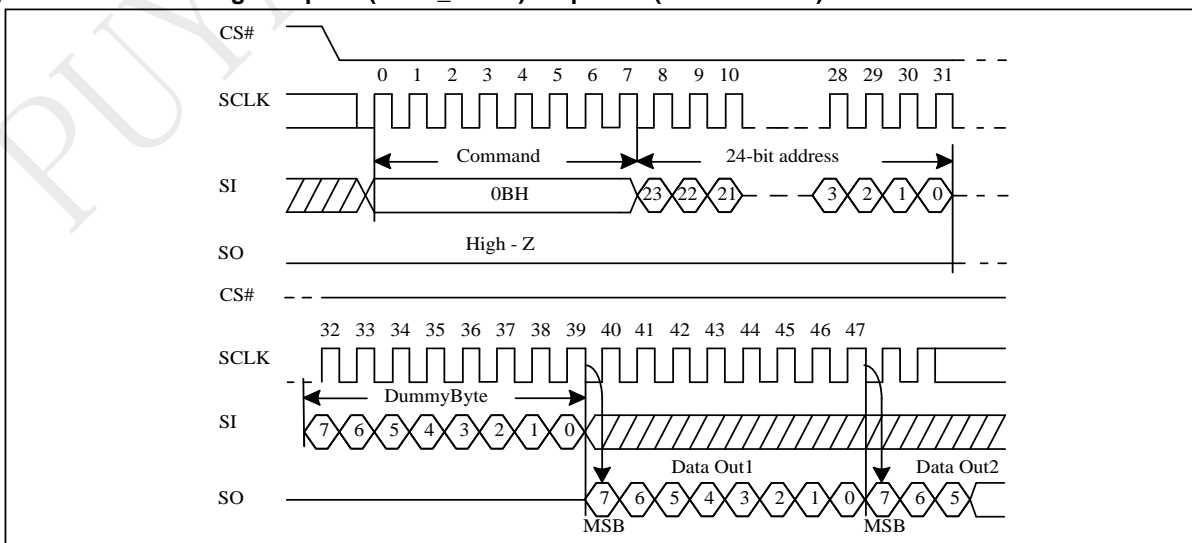 PUYA
CS#
0 1 2 3 4 5 6 7 8 9 10 28 29 30 31
SCLK
Command 24-bit address
SI 0BH 23 22 21 3 2 1 0
High - Z
SO
CS#
32 33 34 35 36 37 38 39 40 41 42 43 44 45 46 47
SCLK
DummyByte
SI 7 6 5 4 3 2 1 0
Data Out1 Data Out2
SO 7 6 5 4 3 2 1 0 7 6 5
MSB MSB